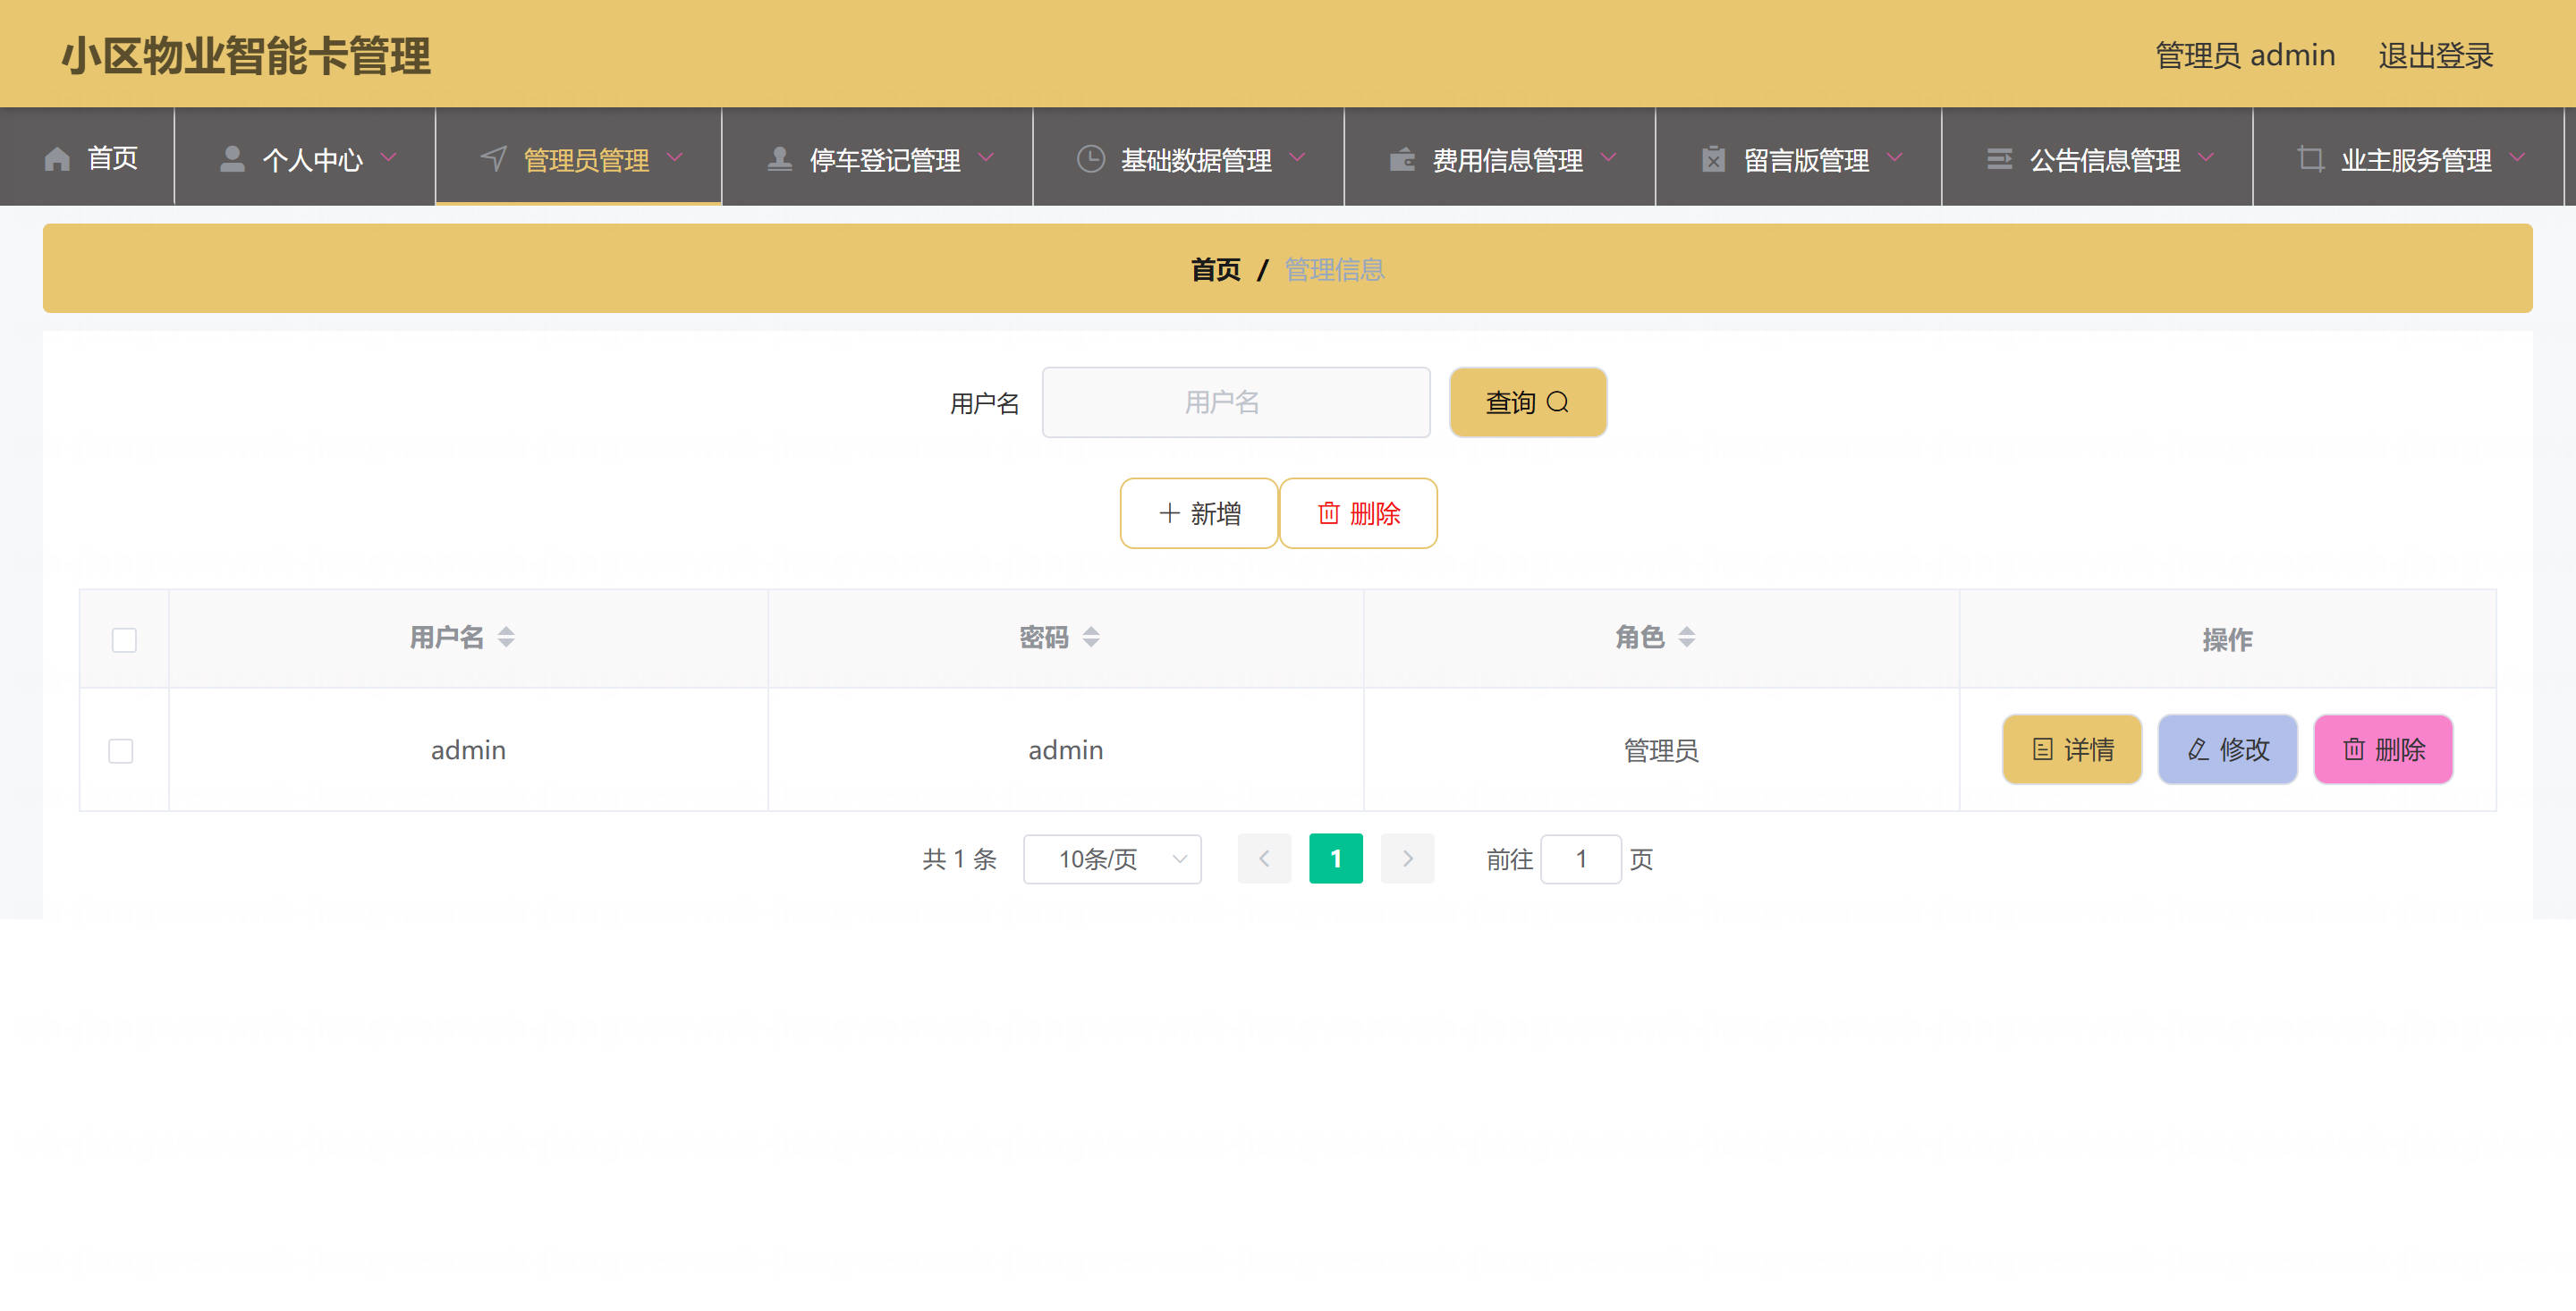 小区物业智能卡管理
管理员 admin 退出登录
首页 个人中心 管理员管理 停车登记管理 基础数据管理 费用信息管理 留言版管理 公告信息管理 业主服务管理
首页 / 管理信息
用户名 用户名 查询
新增 删除
用户名 密码 角色 操作
admin admin 管理员 详情 修改 删除
共 1 条 10条/页 1 前往 1 页